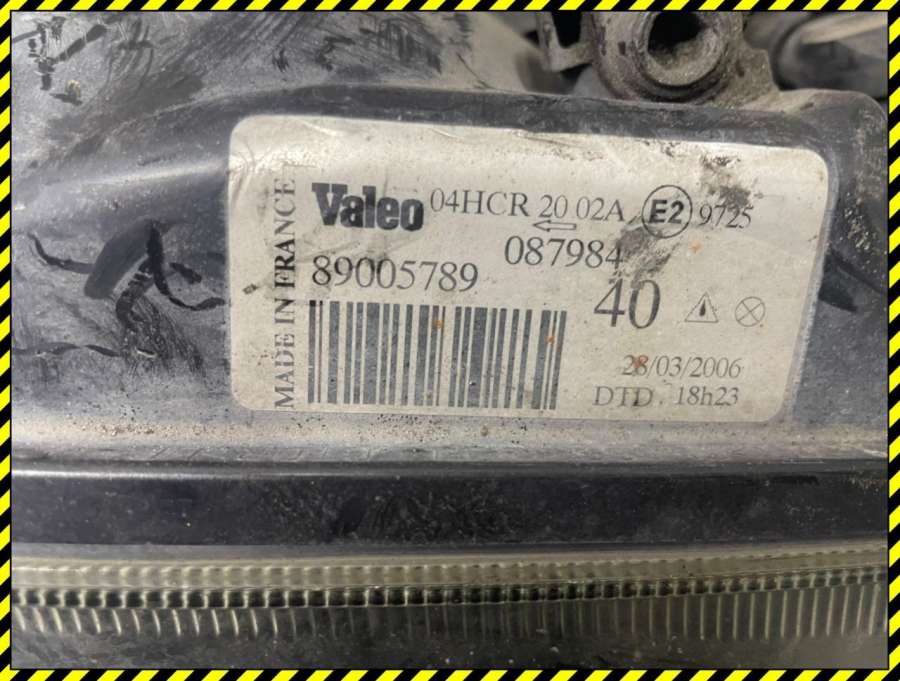 MADE IN FRANCE
Valeo 04HCR 20 02A E2 9725
087984
89005789
40
28/03/2006
DTD. 18h23